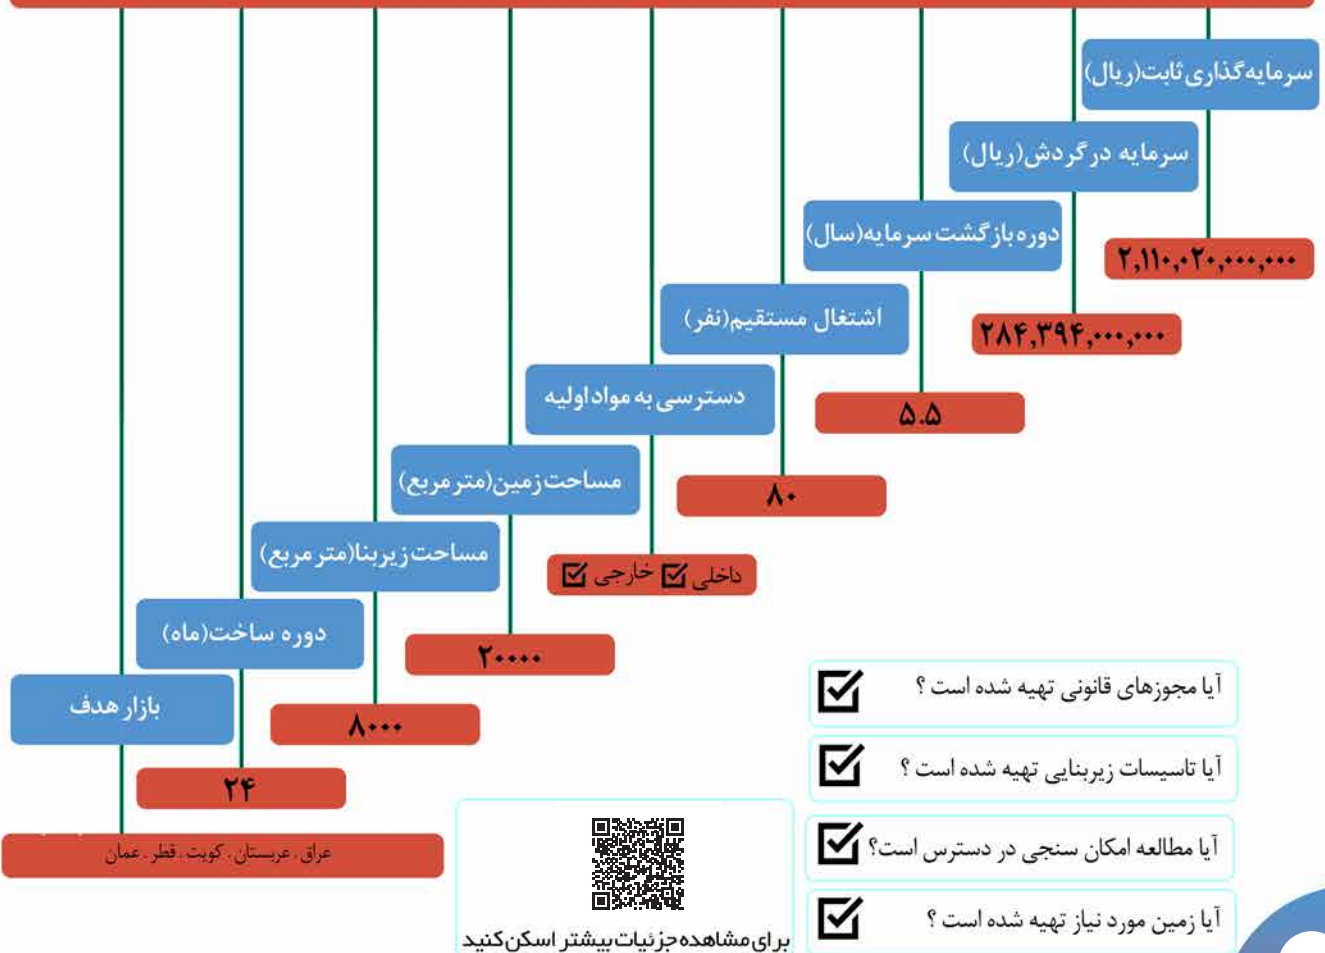 سرمایه‌گذاری ثابت(ریال)
۲,۱۱۰,۰۲۰,۰۰۰,۰۰۰
سرمایه در گردش(ریال)
۲۸۴,۳۹۴,۰۰۰,۰۰۰
دوره بازگشت سرمایه(سال)
۵.۵
اشتغال مستقیم(نفر)
۸۰
دسترسی به مواد اولیه
داخلی ☑ خارجی ☑
مساحت زمین(متر مربع)
۲۰۰۰۰
مساحت زیربنا(متر مربع)
۸۰۰۰
دوره ساخت(ماه)
۲۴
بازار هدف
عراق . عربستان . کویت . قطر . عمان
آیا مجوزهای قانونی تهیه شده است ؟ ☑
آیا تاسیسات زیربنایی تهیه شده است ؟ ☑
آیا مطالعه امکان سنجی در دسترس است؟ ☑
آیا زمین مورد نیاز تهیه شده است ؟ ☑
برای مشاهده جزئیات بیشتر اسکن کنید